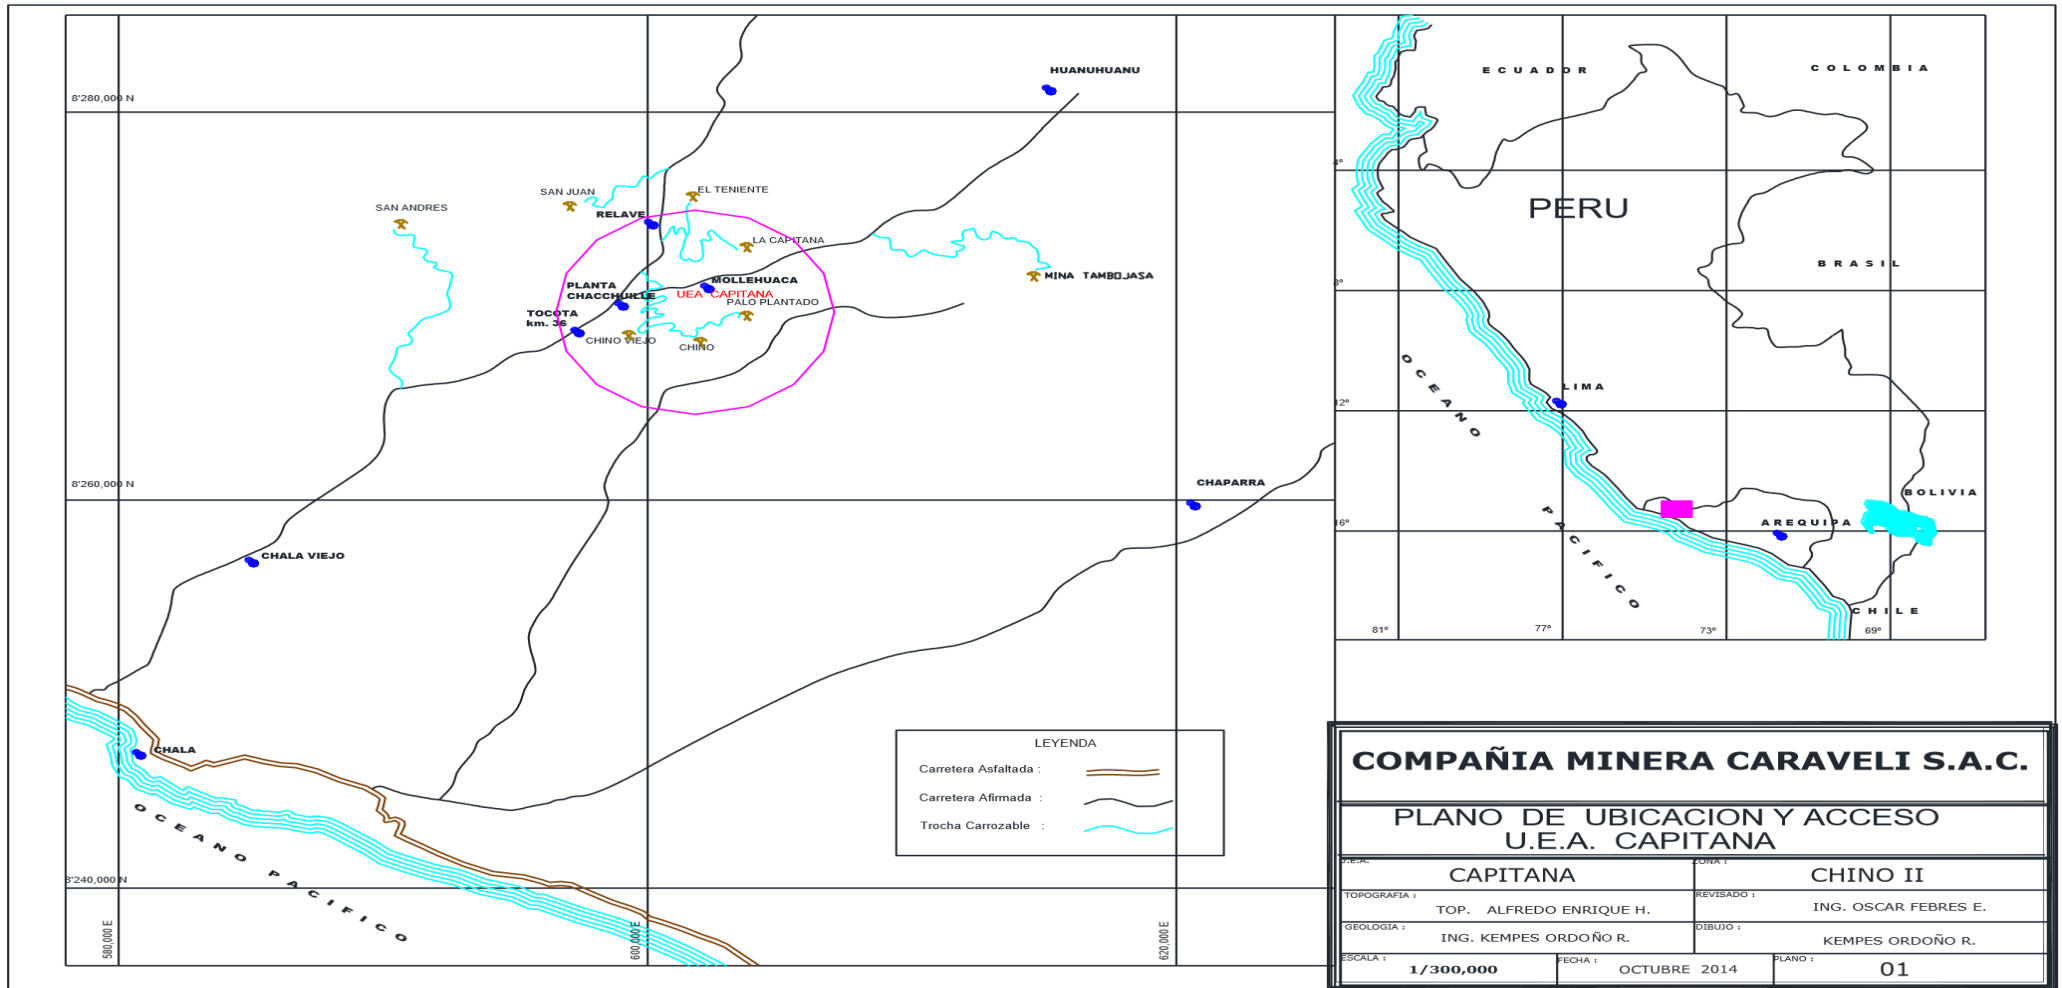 HUANUHUANU
8'280,000 N
SAN JUAN
EL TENIENTE
SAN ANDRES
RELAVE
LA CAPITANA
MINA TAMBOJASA
MOLLEHUACA
PLANTA
CHACCHUILLE
UEA CAPITANA
PALO PLANTADO
TOCOTA
km. 36
CHINO VIEJO
CHINO
8'260,000 N
CHAPARRA
CHALA VIEJO
CHALA
OCEANO PACIFICO
8'240,000 N
580,000 E
600,000 E
620,000 E
LEYENDA
Carretera Asfaltada :
Carretera Afirmada :
Trocha Carrozable :
ECUADOR
COLOMBIA
4°
PERU
BRASIL
8°
OCEANO PACIFICO
LIMA
12°
BOLIVIA
AREQUIPA
16°
CHILE
81°
77°
73°
69°
COMPAÑIA MINERA CARAVELI S.A.C.
PLANO DE UBICACION Y ACCESO
U.E.A. CAPITANA
U.E.A.
CAPITANA
ZONA :
CHINO II
TOPOGRAFIA :
TOP. ALFREDO ENRIQUE H.
REVISADO :
ING. OSCAR FEBRES E.
GEOLOGIA :
ING. KEMPES ORDOÑO R.
DIBUJO :
KEMPES ORDOÑO R.
ESCALA :
1/300,000
FECHA :
OCTUBRE 2014
PLANO :
01